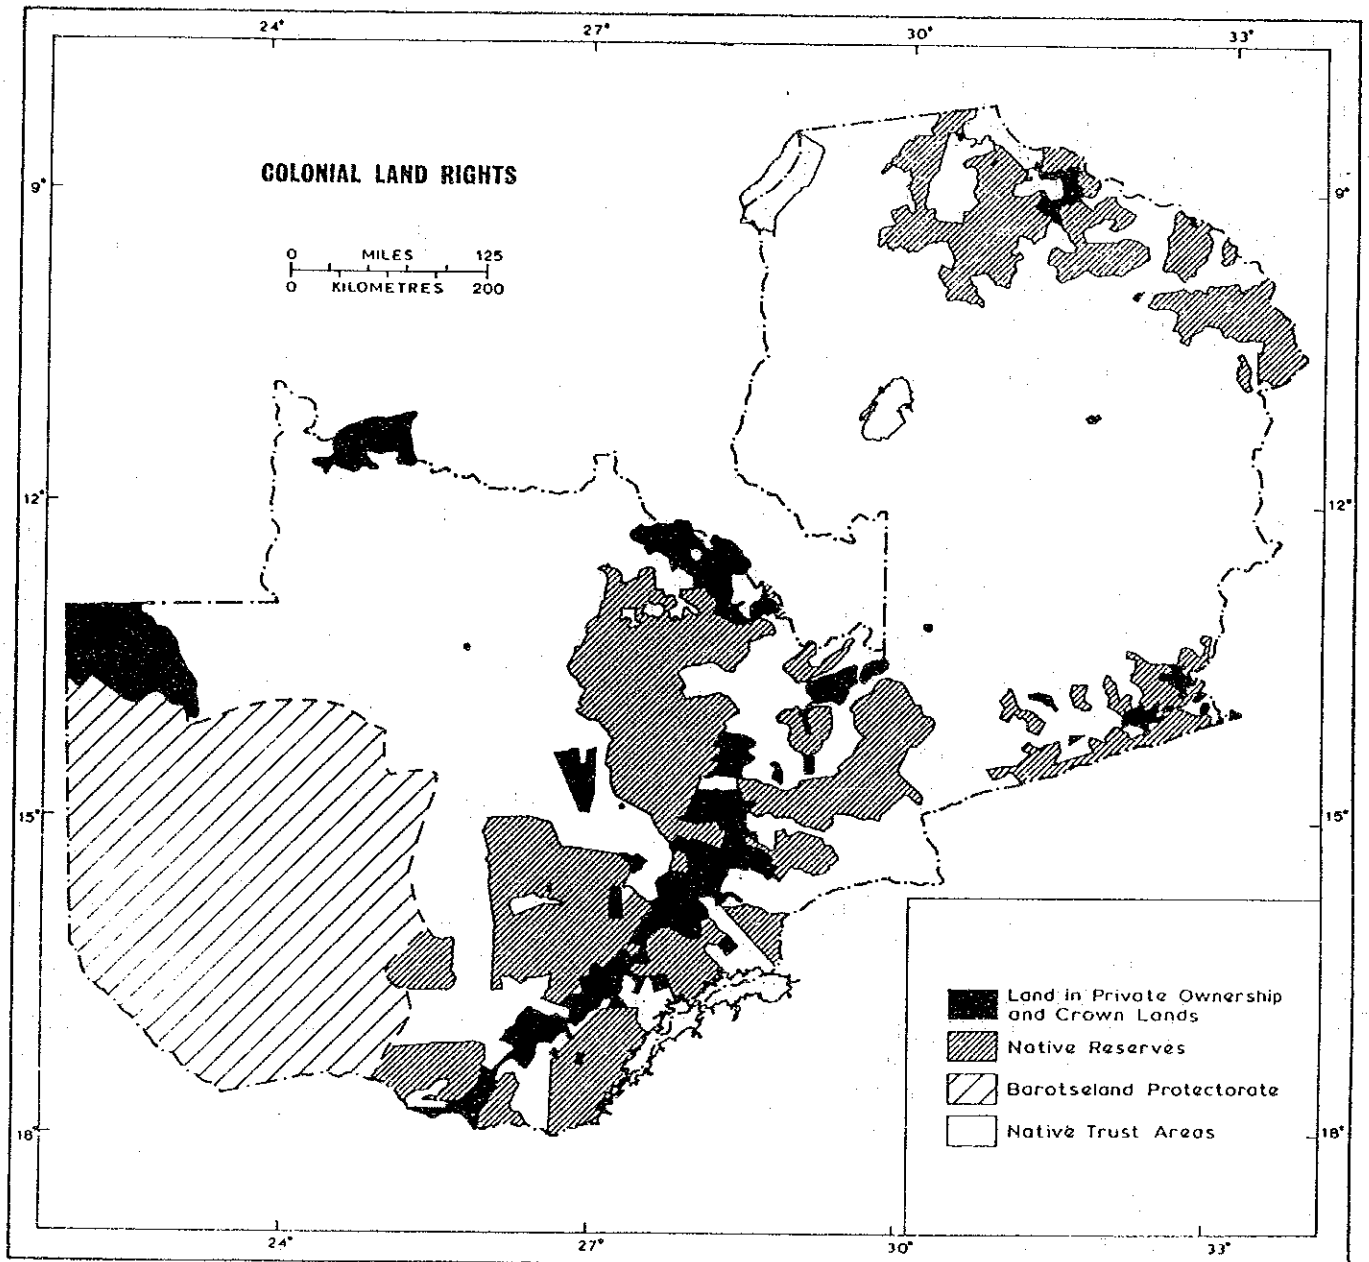 24° 27° 30° 33°
COLONIAL LAND RIGHTS
9° 9°
0 MILES 125
0 KILOMETRES 200
12° 12°
15° 15°
Land in Private Ownership
and Crown Lands
Native Reserves
Barotseland Protectorate
Native Trust Areas
18° 18°
24° 27° 30° 33°